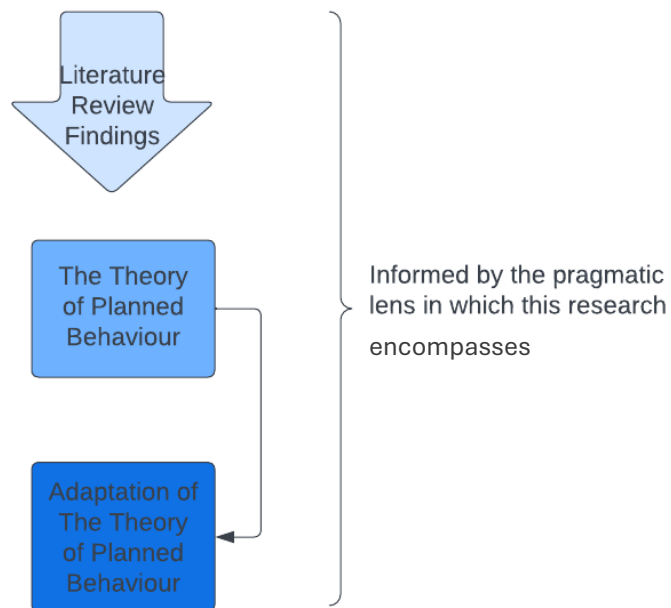 Literature
Review
Findings
The Theory
of Planned
Behaviour
Adaptation of
The Theory
of Planned
Behaviour
Informed by the pragmatic
lens in which this research
encompasses